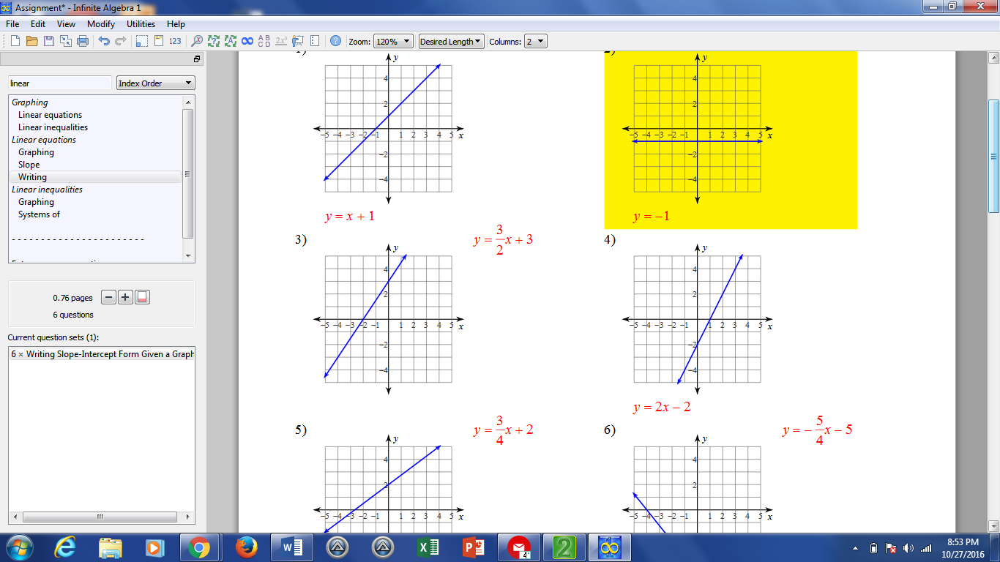 Assignment* - Infinite Algebra 1
File Edit View Modify Utilities Help
123 A B C D 2x³ Zoom: 120% Desired Length Columns: 2
linear Index Order
Graphing
Linear equations
Linear inequalities
Linear equations
Graphing
Slope
Writing
Linear inequalities
Graphing
Systems of
- - - - - - - - - - - - - - - - - - - - - - -
0.76 pages
6 questions
Current question sets (1):
6 × Writing Slope-Intercept Form Given a Graph
1) 2)
y
4
2
−5 −4 −3 −2 −1 1 2 3 4 5 x
−2
−4
y = x + 1
y
4
2
−5 −4 −3 −2 −1 1 2 3 4 5 x
−2
−4
y = −1
3) y = 3/2 x + 3
y
4
2
−5 −4 −3 −2 −1 1 2 3 4 5 x
−2
−4
4)
y
4
2
−5 −4 −3 −2 −1 1 2 3 4 5 x
−2
−4
y = 2x − 2
5) y = 3/4 x + 2
y
4
2
−5 −4 −3 −2 −1 1 2 3 4 5 x
6) y = − 5/4 x − 5
y
4
2
−5 −4 −3 −2 −1 1 2 3 4 5 x
8:53 PM
10/27/2016